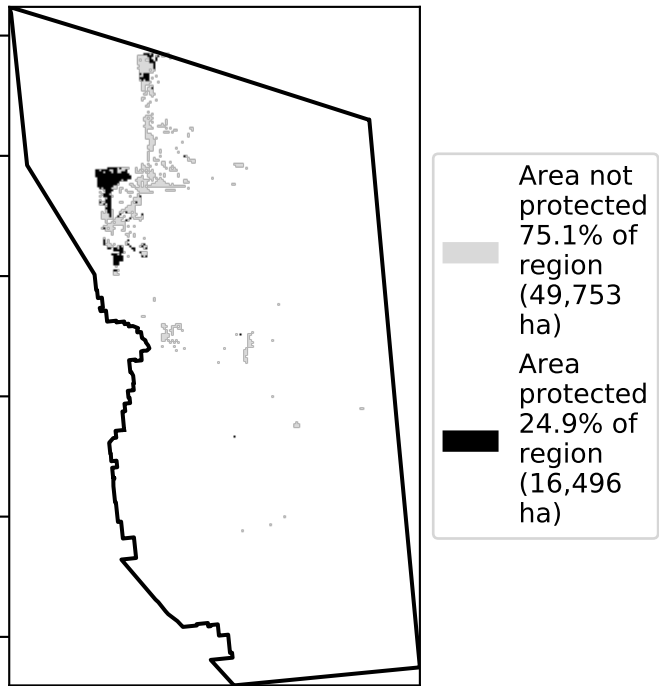 Area not
protected
75.1% of
region
(49,753
ha)
Area
protected
24.9% of
region
(16,496
ha)